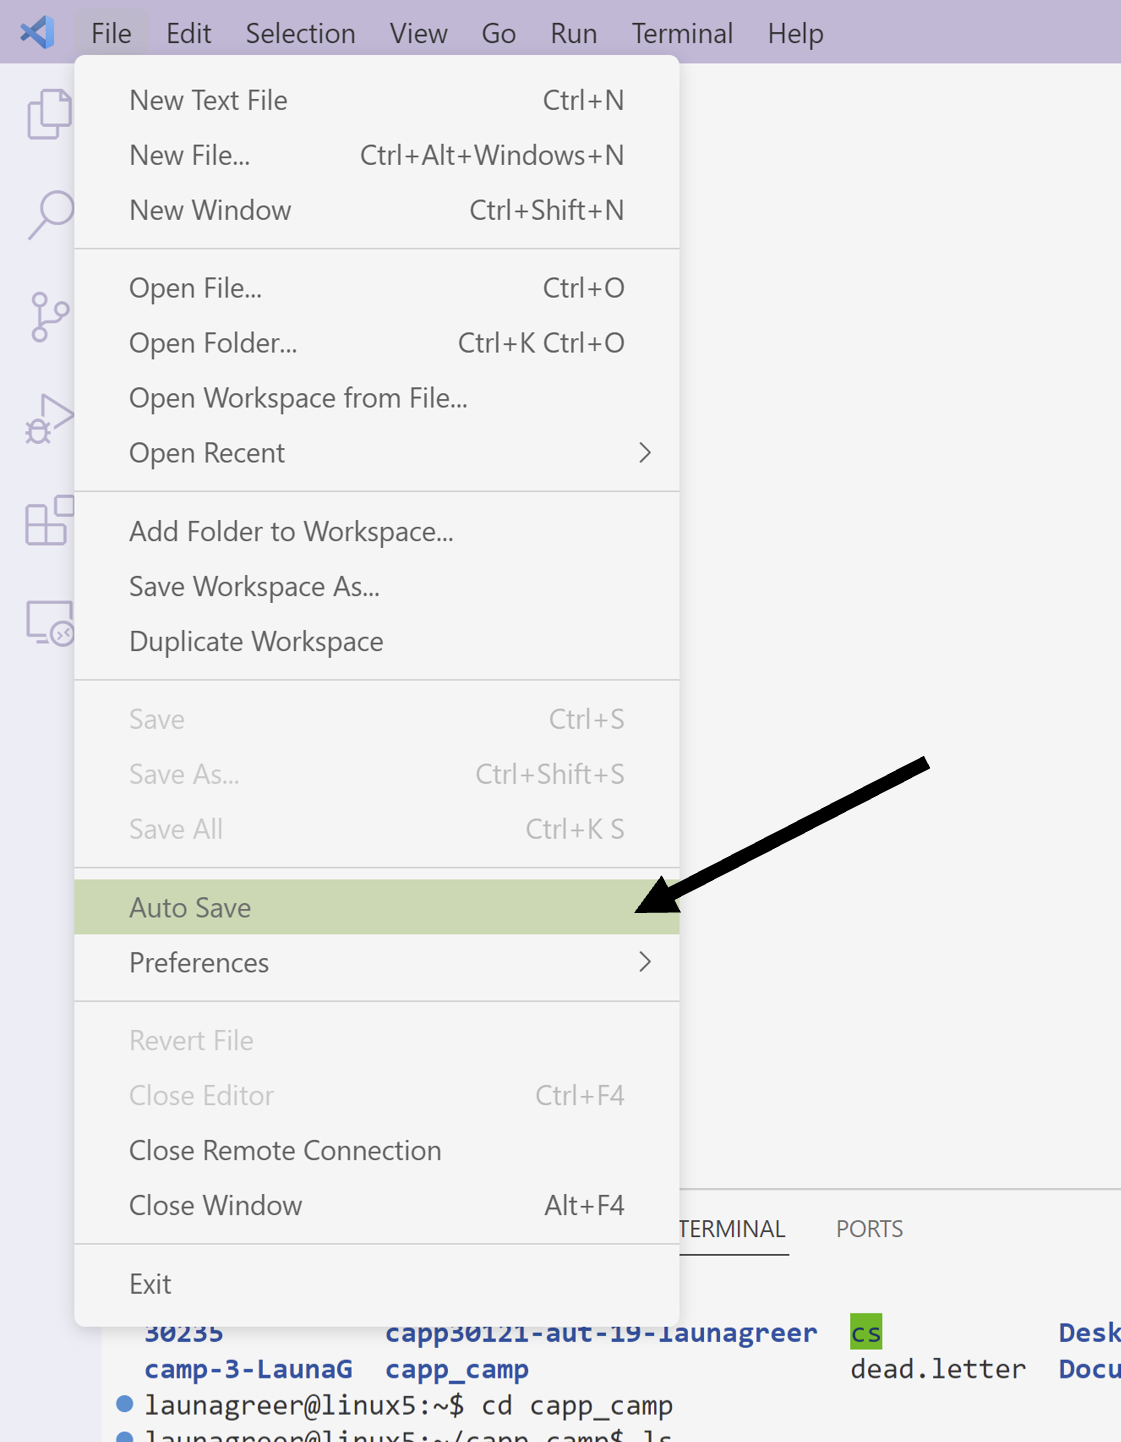 File Edit Selection View Go Run Terminal Help
New Text File Ctrl+N
New File... Ctrl+Alt+Windows+N
New Window Ctrl+Shift+N
Open File... Ctrl+O
Open Folder... Ctrl+K Ctrl+O
Open Workspace from File...
Open Recent
Add Folder to Workspace...
Save Workspace As...
Duplicate Workspace
Save Ctrl+S
Save As... Ctrl+Shift+S
Save All Ctrl+K S
Auto Save
Preferences
Revert File
Close Editor Ctrl+F4
Close Remote Connection
Close Window Alt+F4
Exit
TERMINAL PORTS
30235 capp30121-aut-19-launagreer cs Desk
camp-3-LaunaG capp_camp dead.letter Docu
launagreer@linux5:~$ cd capp_camp
launagreer@linux5:~/capp_camp$ ls